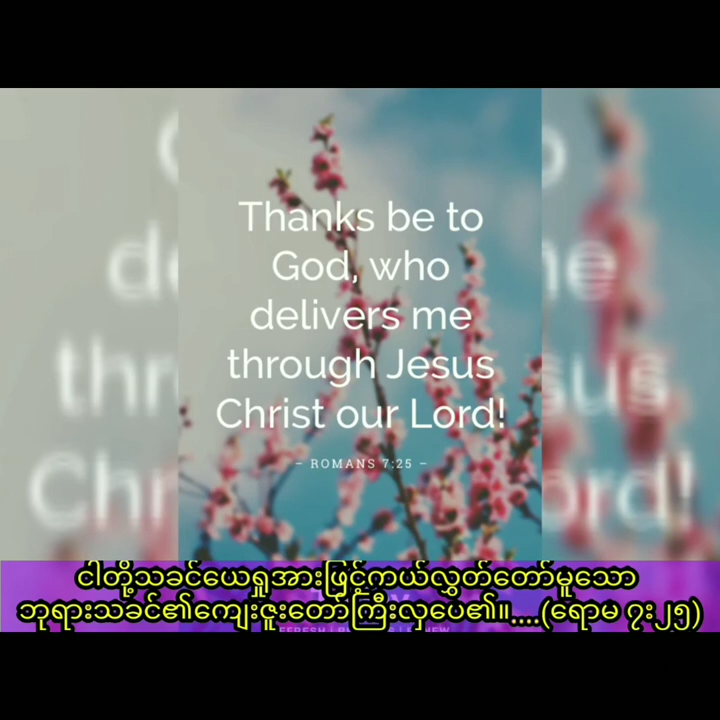 Thanks be to
God, who
delivers me
through Jesus
Christ our Lord!
– ROMANS 7:25 –
ငါတို့သခင်ယေရှုအားဖြင့်ကယ်လွှတ်တော်မူသော
ဘုရားသခင်၏ကျေးဇူးတော်ကြီးလှပေ၏။....(ရောမ ၇း၂၅)